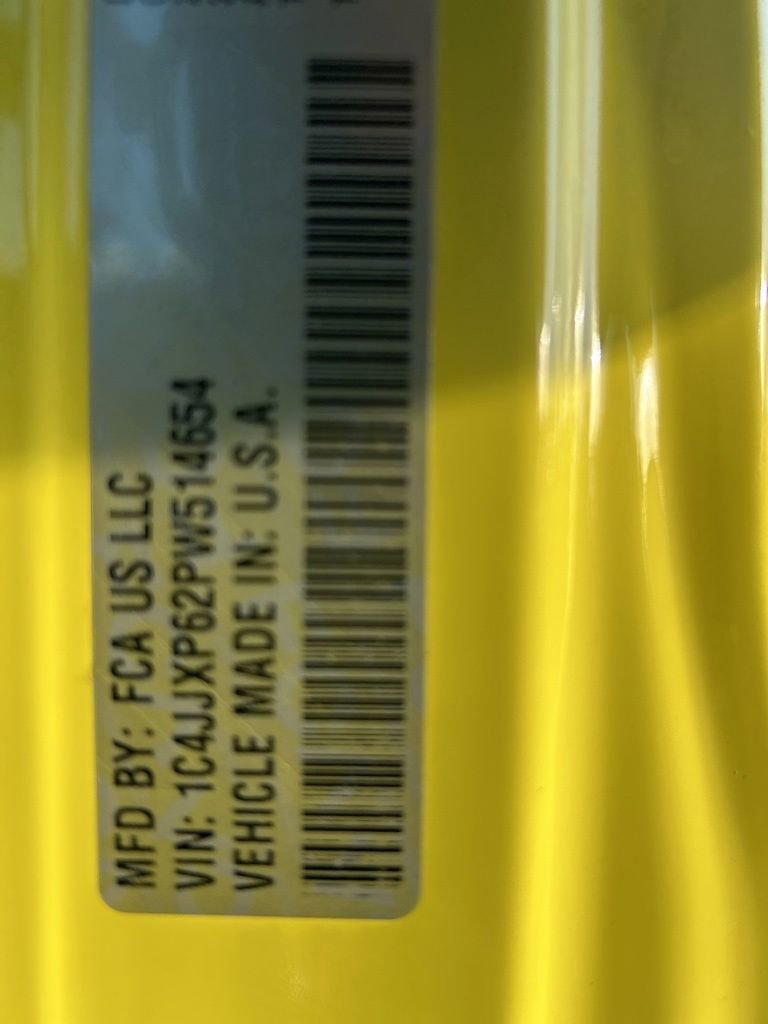 MFD BY: FCA US LLC
VIN: 1C4JJXP62PW514654
VEHICLE MADE IN: U.S.A.